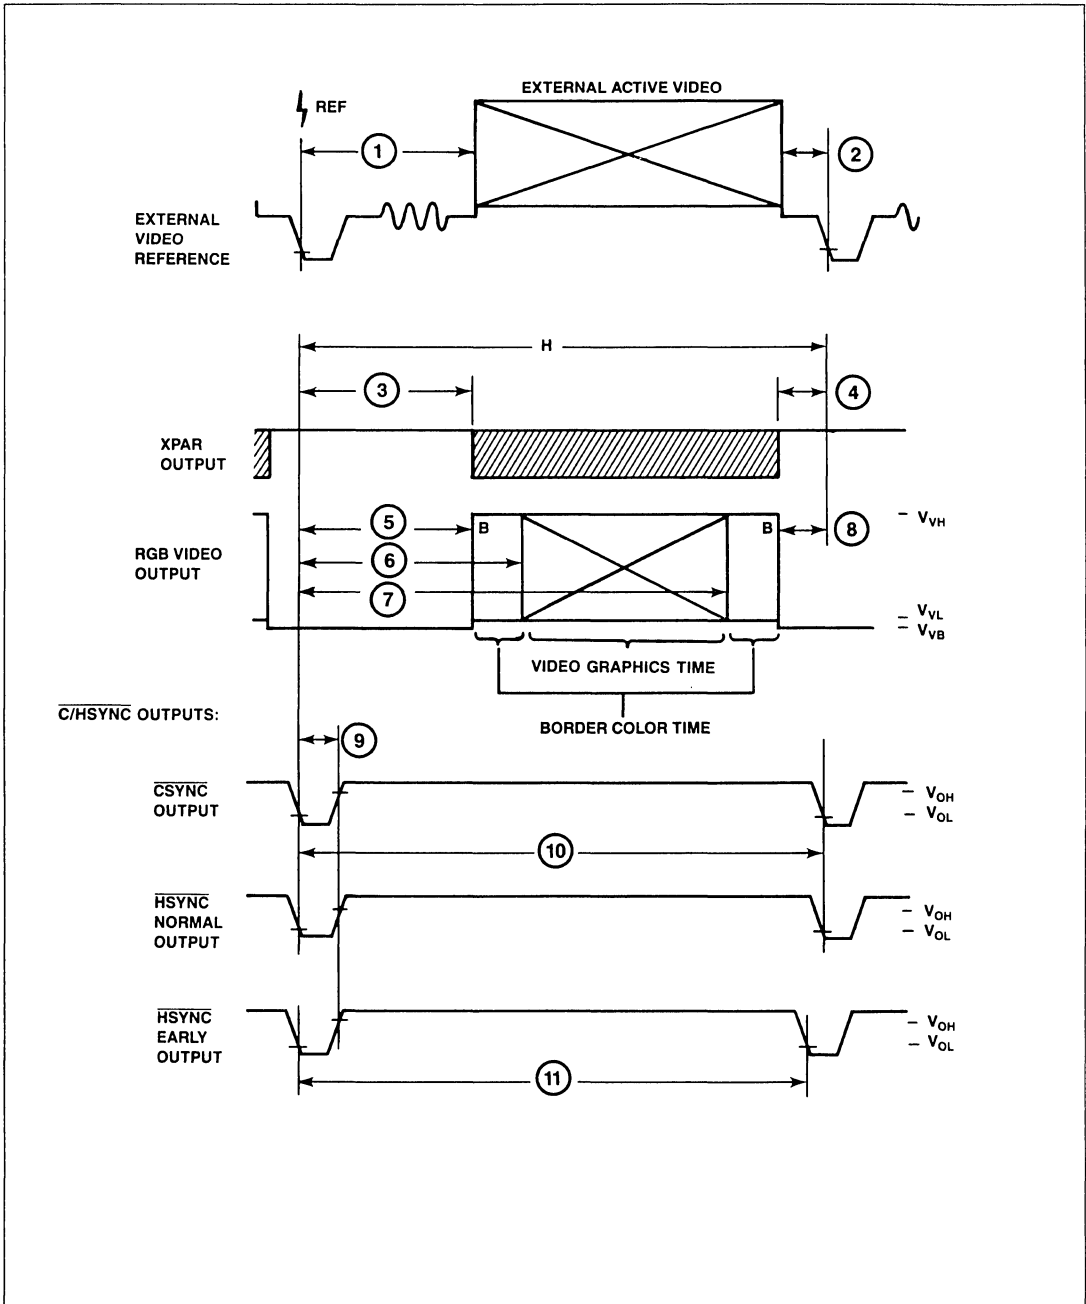 EXTERNAL ACTIVE VIDEO
REF
1
2
EXTERNAL
VIDEO
REFERENCE
H
3
4
XPAR
OUTPUT
5
B
B
8
V_VH
RGB VIDEO
OUTPUT
6
7
V_VL
V_VB
VIDEO GRAPHICS TIME
C/HSYNC OUTPUTS:
BORDER COLOR TIME
9
CSYNC
OUTPUT
V_OH
V_OL
10
HSYNC
NORMAL
OUTPUT
V_OH
V_OL
HSYNC
EARLY
OUTPUT
V_OH
V_OL
11